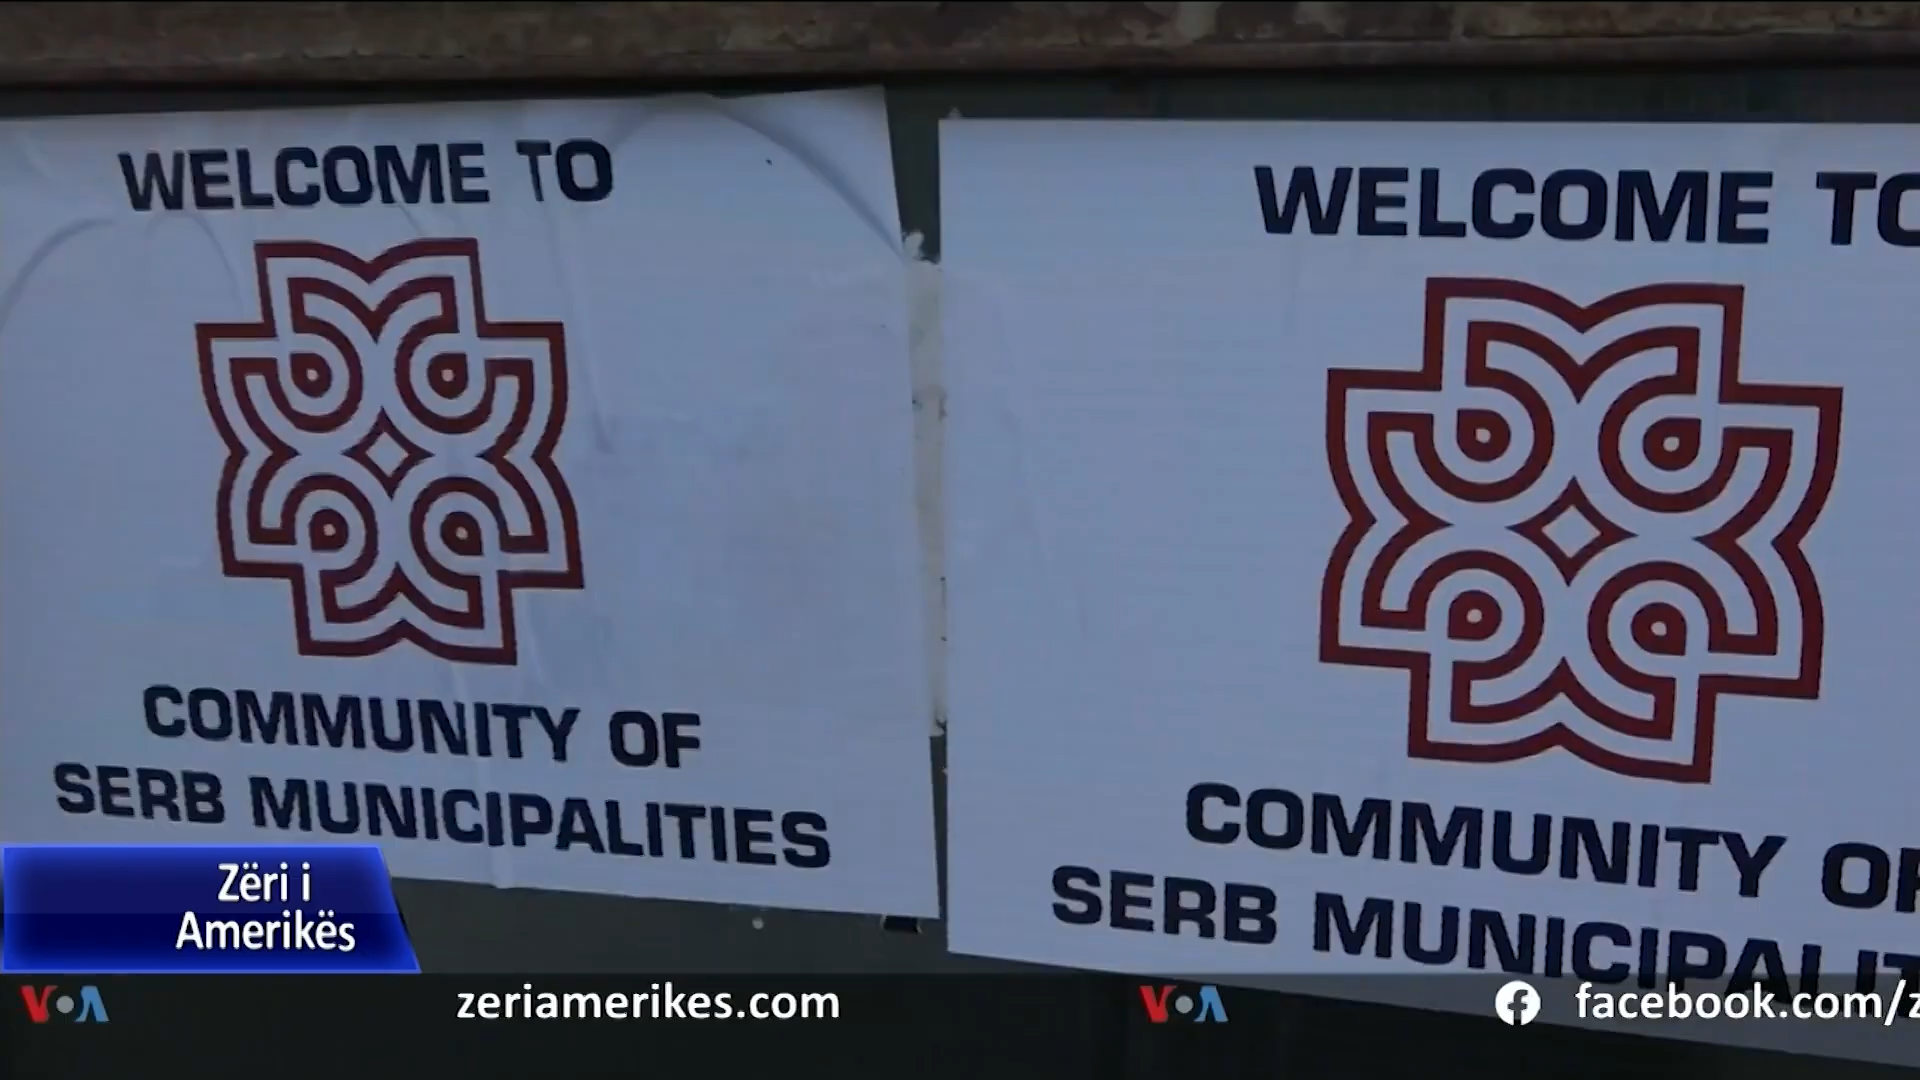 WELCOME TO
COMMUNITY OF
SERB MUNICIPALITIES
WELCOME TO
COMMUNITY OF
SERB MUNICIPALIT
Zëri i
Amerikës
VOA
zeriamerikes.com
VOA
facebook.com/z